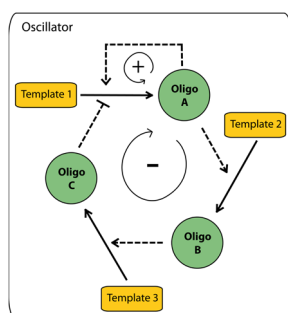 Oscillator
+
Template 1
Oligo
A
Template 2
Oligo
C
-
Oligo
B
Template 3